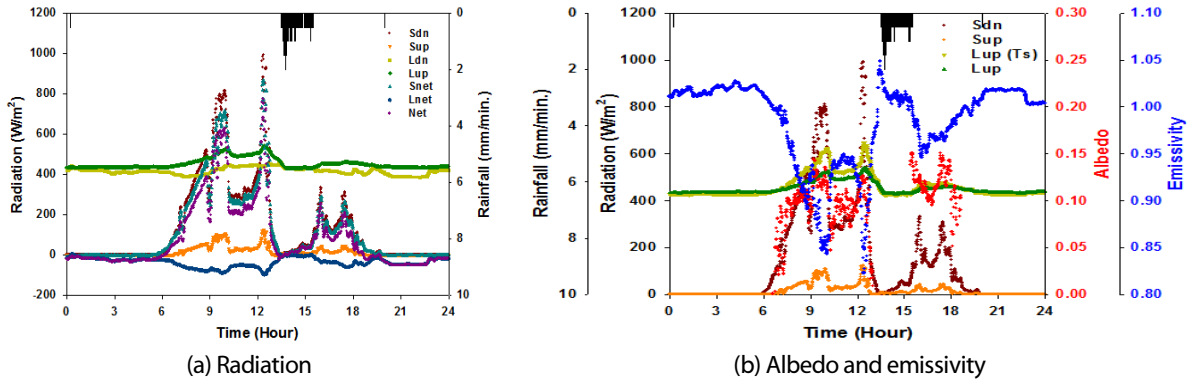 1200
1000
800
600
400
200
0
-200
Radiation (W/m²)
0
2
4
6
8
10
Rainfall (mm/min.)
Sdn
Sup
Ldn
Lup
Snet
Lnet
Net
0 3 6 9 12 15 18 21 24
Time (Hour)
(a) Radiation
0
2
4
6
8
10
Rainfall (mm/min.)
1200
1000
800
600
400
200
0
Radiation (W/m²)
Sdn
Sup
Lup (Ts)
Lup
0.30
0.25
0.20
0.15
0.10
0.05
0.00
Albedo
1.10
1.05
1.00
0.95
0.90
0.85
0.80
Emissivity
0 3 6 9 12 15 18 21 24
Time (Hour)
(b) Albedo and emissivity